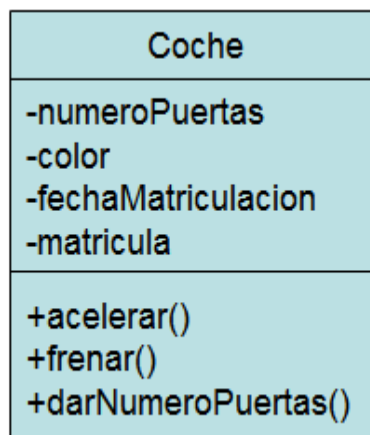 Coche
-numeroPuertas
-color
-fechaMatriculacion
-matricula
+acelerar()
+frenar()
+darNumeroPuertas()